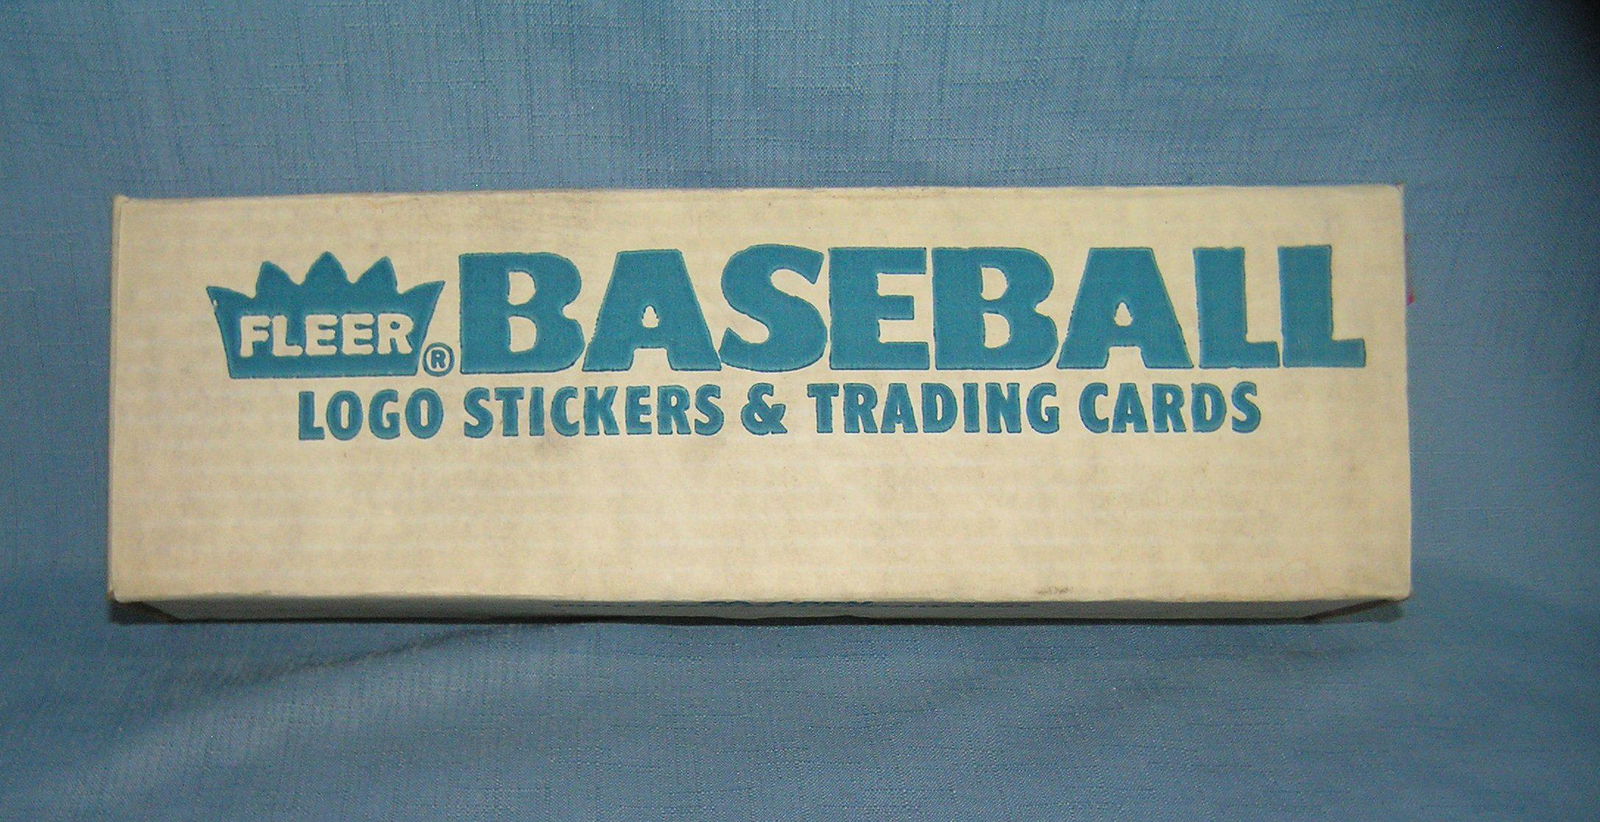 FLEER® BASEBALL
LOGO STICKERS & TRADING CARDS